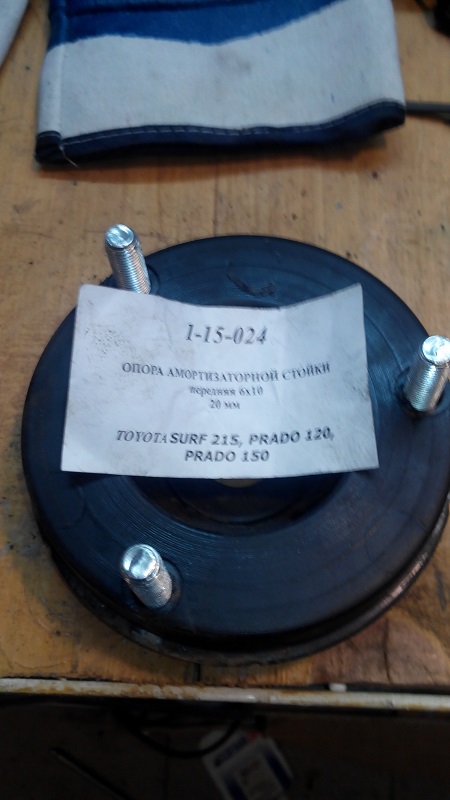 1-15-024
ОПОРА АМОРТИЗАТОРНОЙ СТОЙКИ
передняя 6х10
20 мм
TOYOTA SURF 215, PRADO 120,
PRADO 150